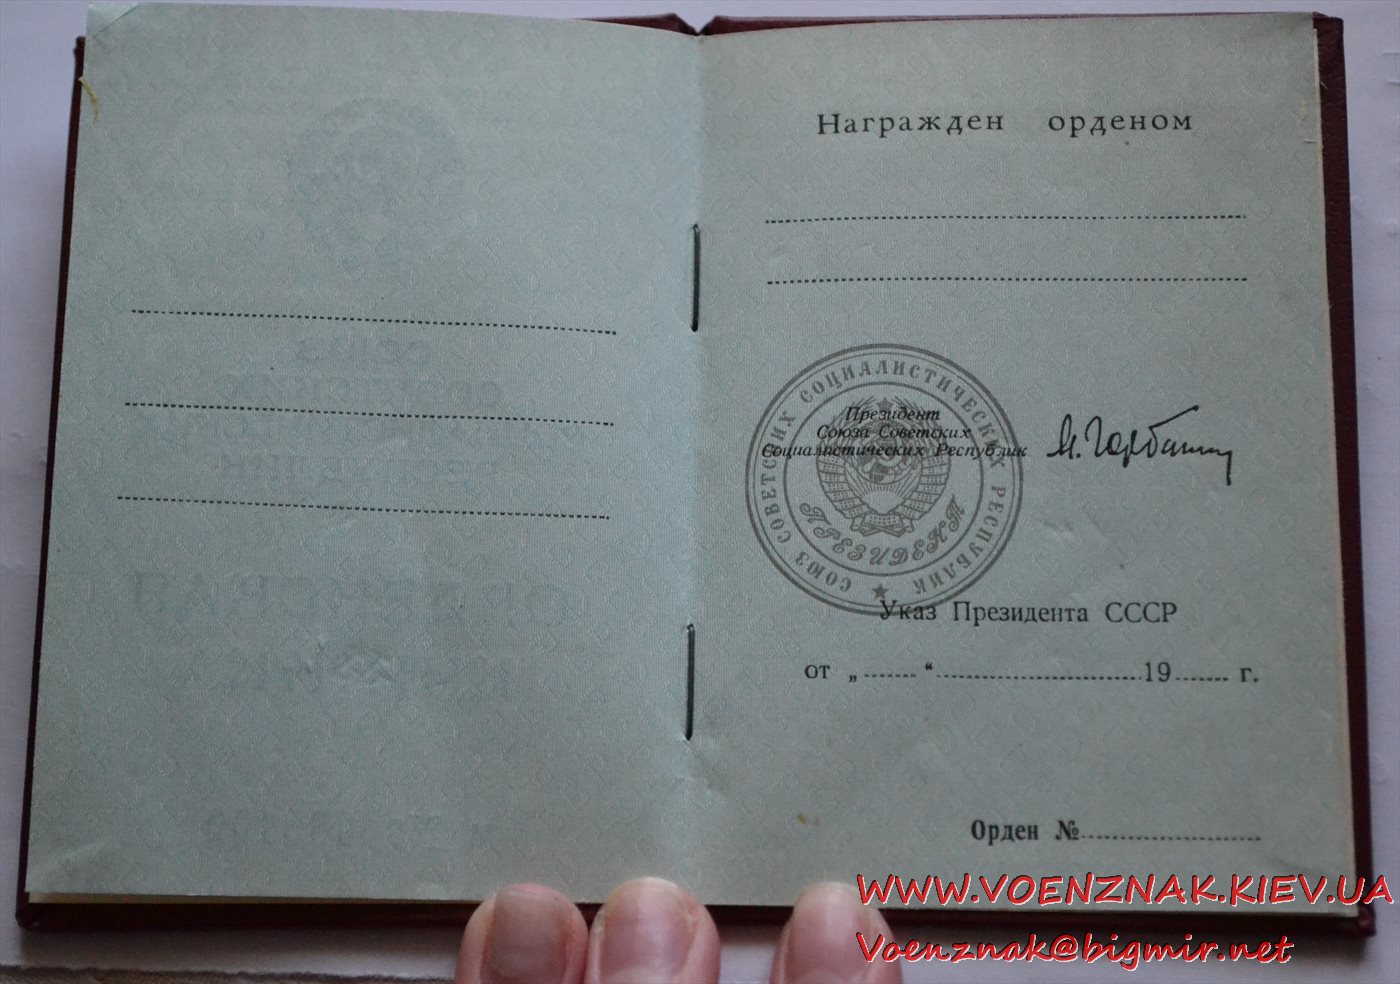 Награжден орденом
Президент
Союза Советских
Социалистических Республик
М. Горбачев
СОЮЗ СОВЕТСКИХ СОЦИАЛИСТИЧЕСКИХ РЕСПУБЛИК
ПРЕЗИДЕНТ
Указ Президента СССР
от „ “ 19 г.
Орден №
WWW.VOENZNAK.KIEV.UA
Voenznak@bigmir.net